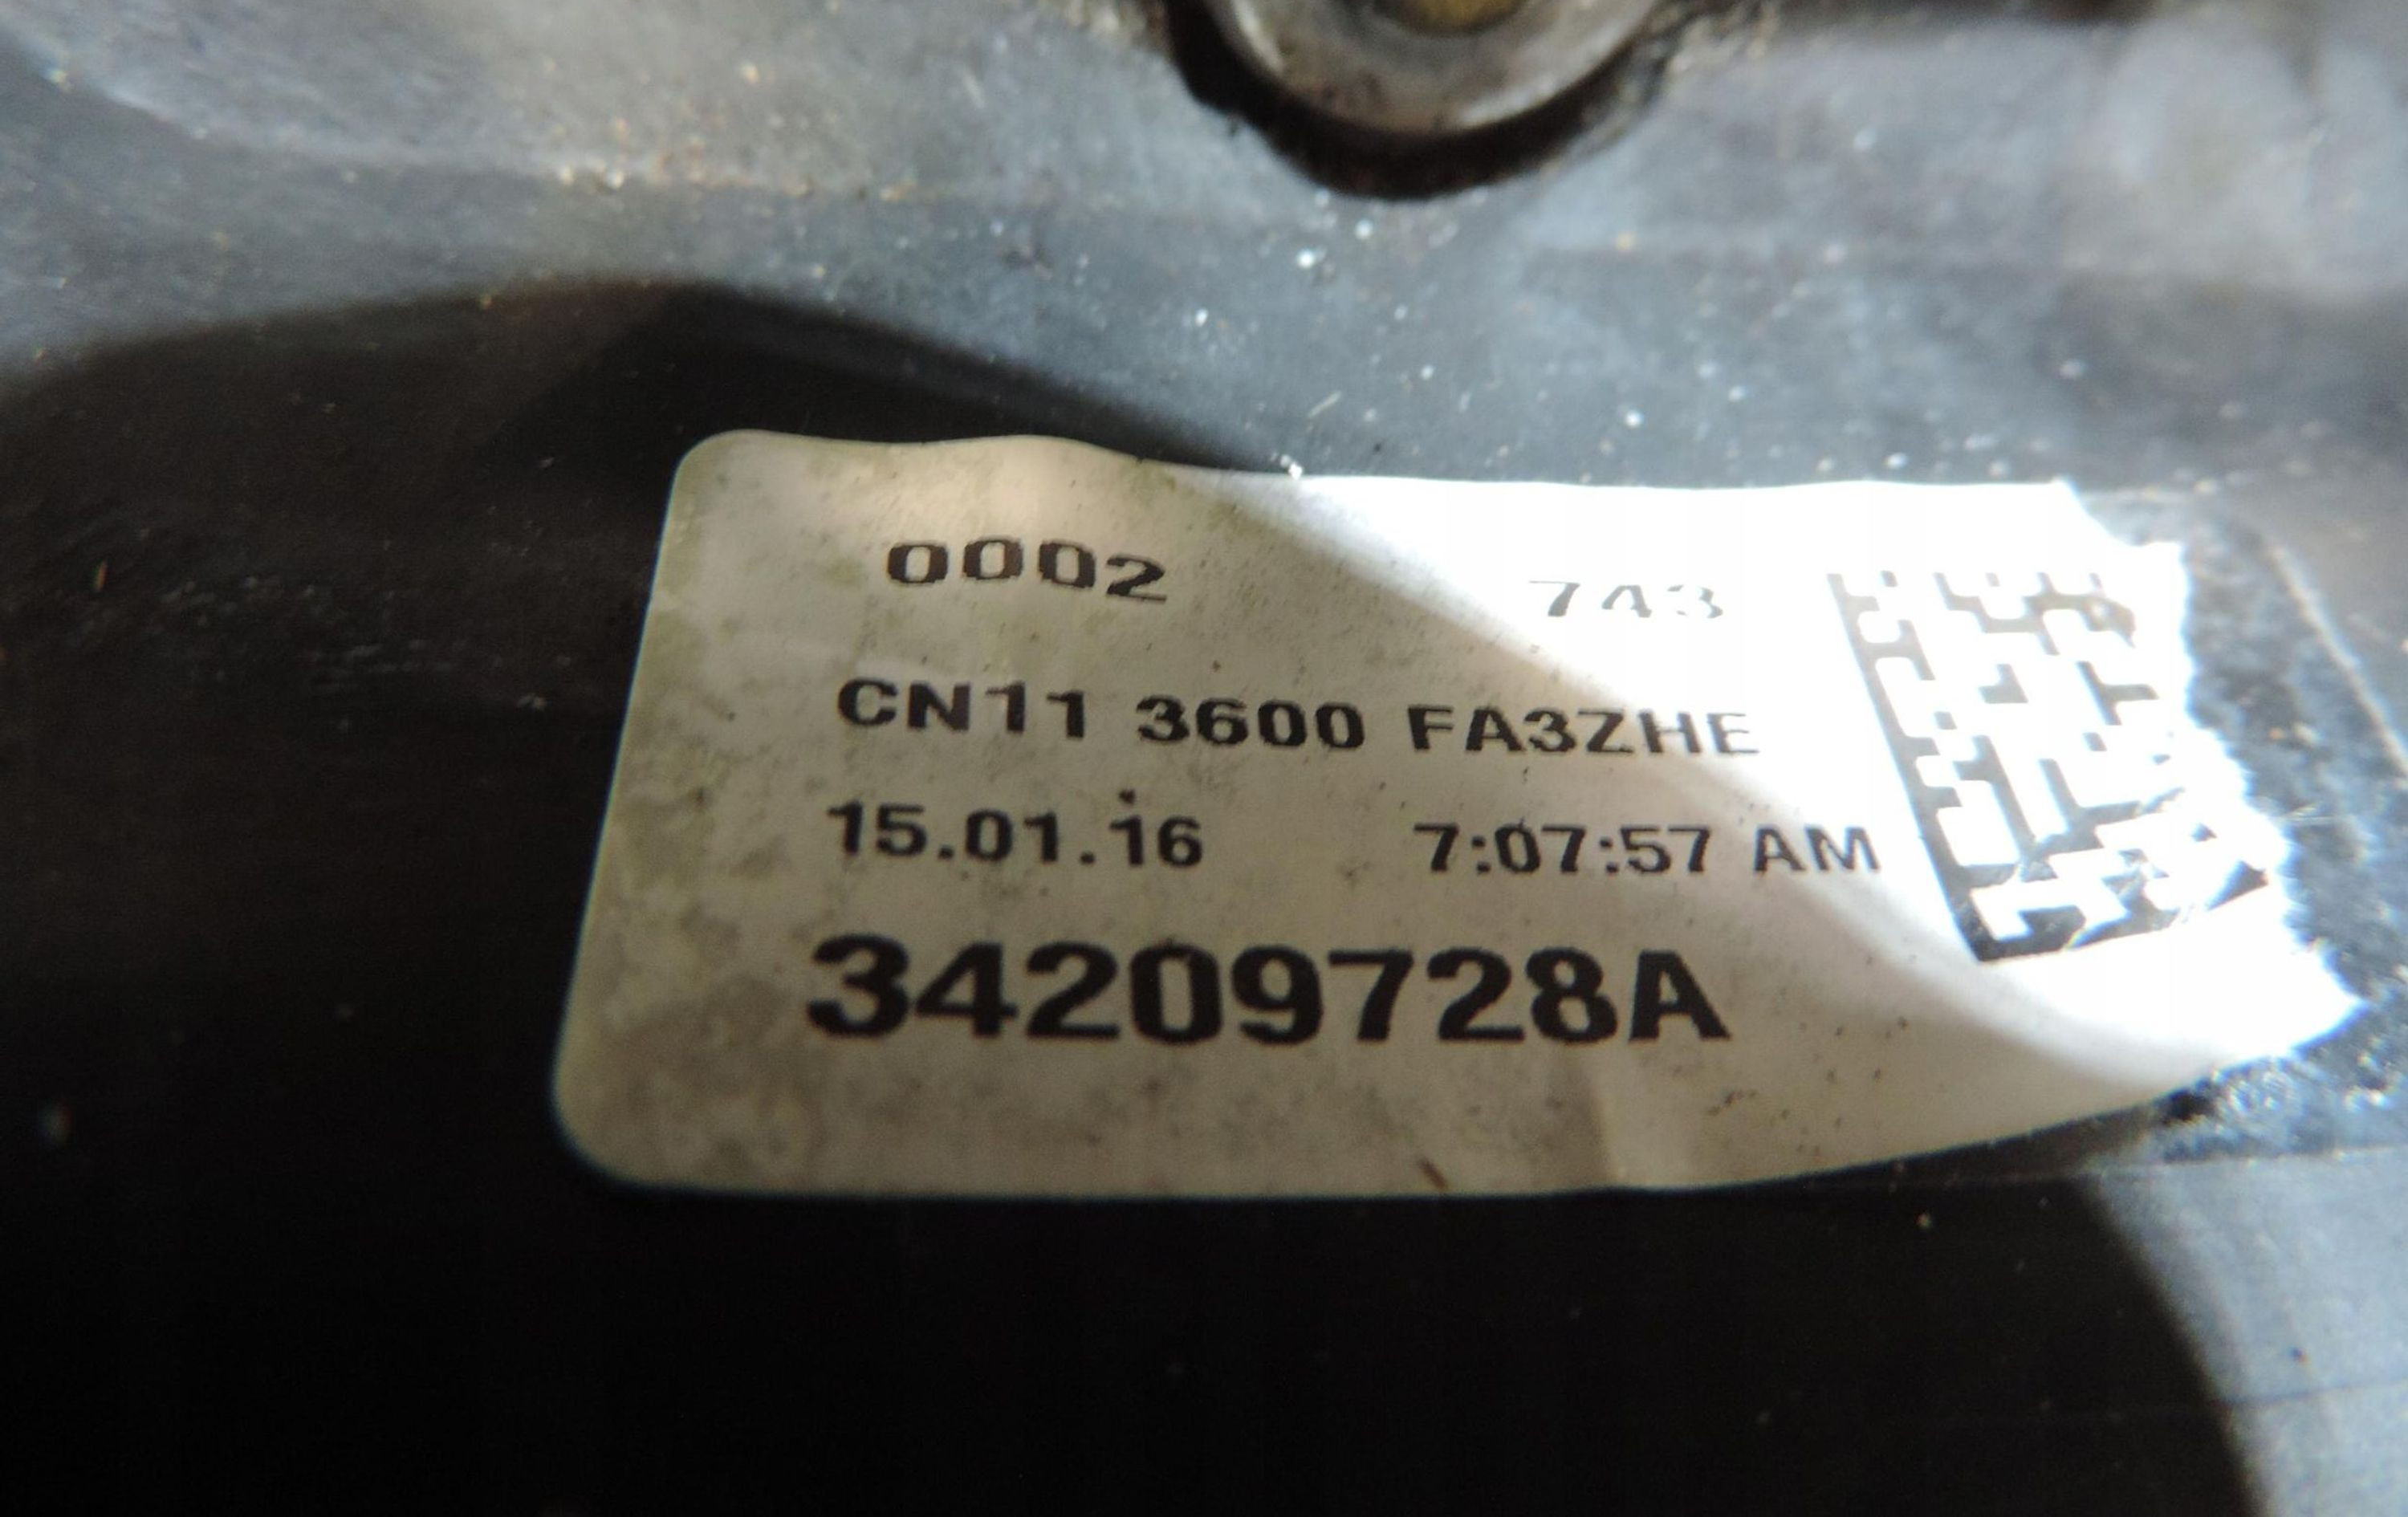 0002 743
CN11 3600 FA3ZHE
15.01.16 7:07:57 AM
34209728A